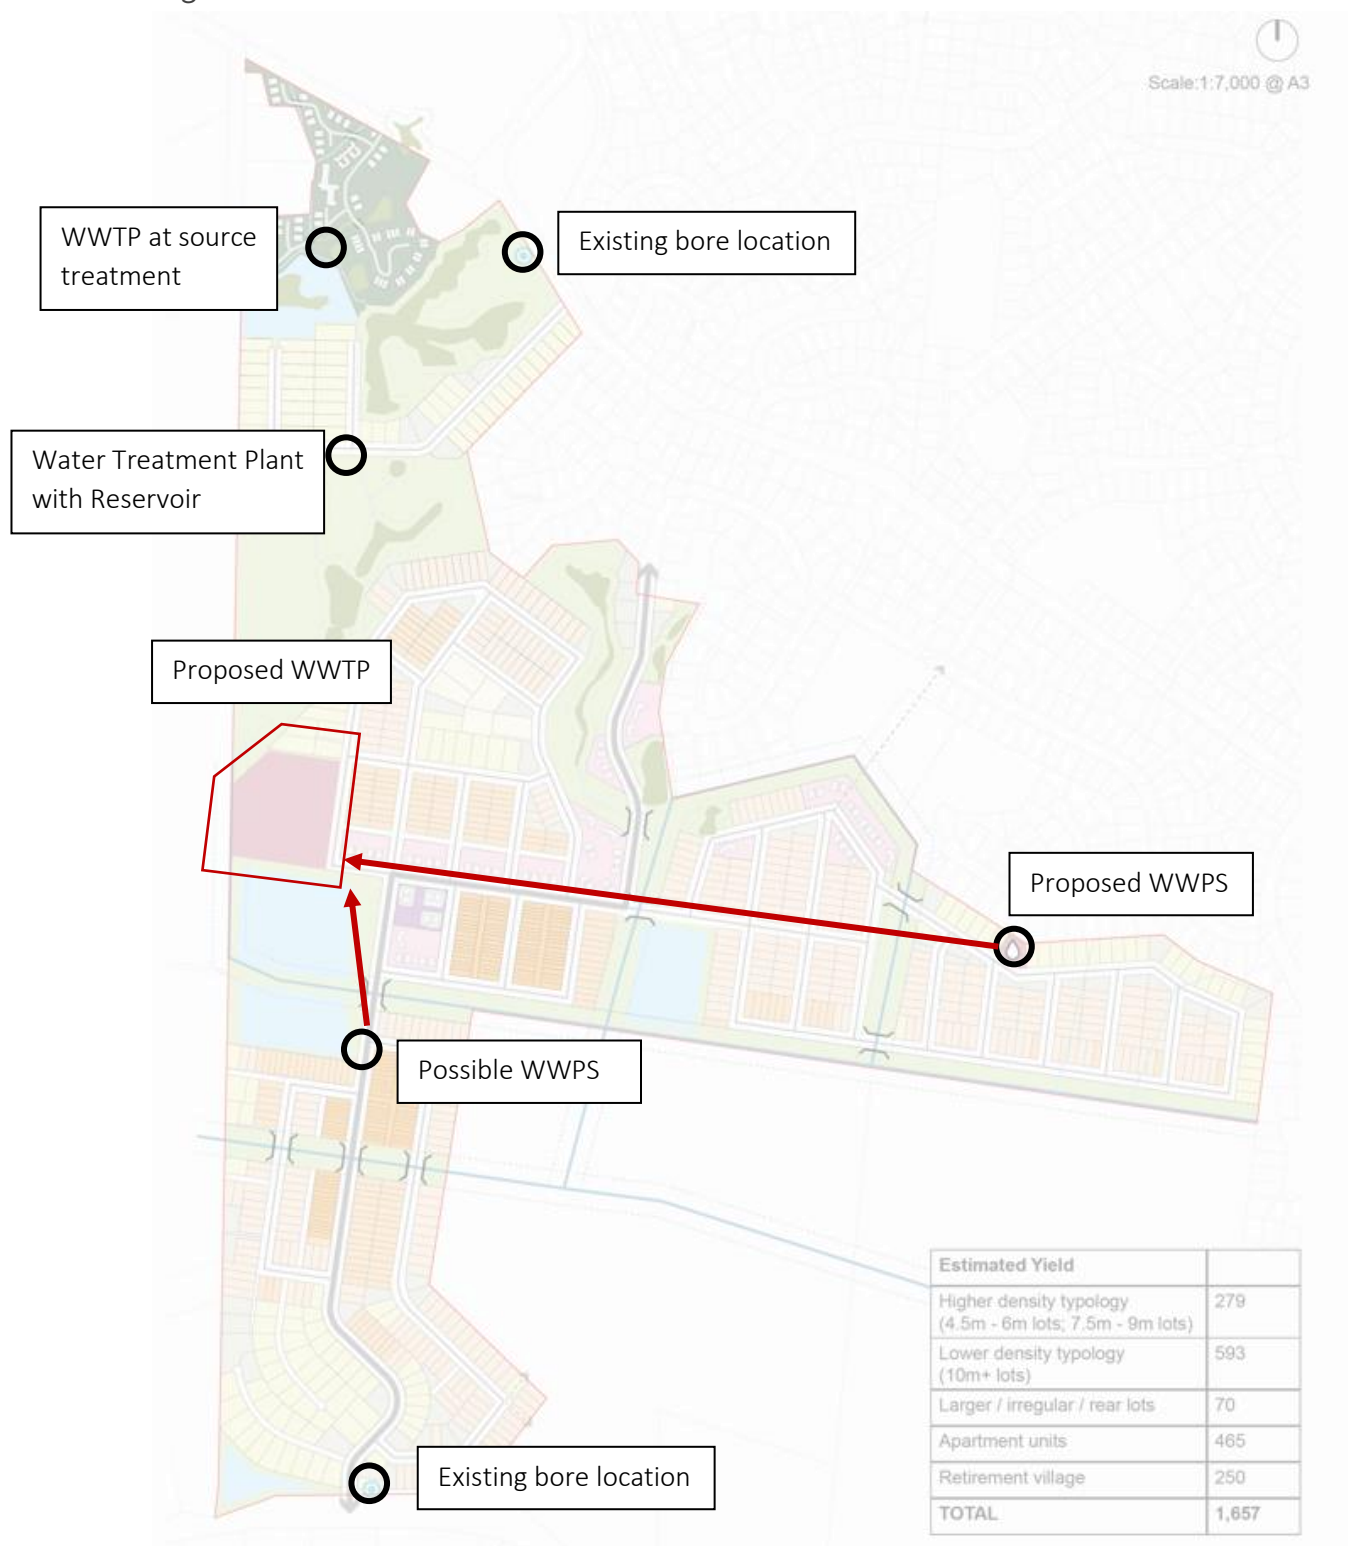 Scale:1:7,000 @ A3
WWTP at source
treatment
Existing bore location
Water Treatment Plant
with Reservoir
Proposed WWTP
Proposed WWPS
Possible WWPS
Existing bore location
Estimated Yield
Higher density typology 279
(4.5m - 6m lots; 7.5m - 9m lots)
Lower density typology 593
(10m+ lots)
Larger / irregular / rear lots 70
Apartment units 465
Retirement village 250
TOTAL 1,657